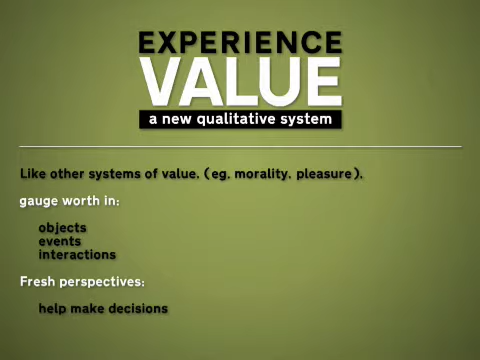 EXPERIENCE
VALUE
a new qualitative system
Like other systems of value. (eg. morality. pleasure).
gauge worth in:
objects
events
interactions
Fresh perspectives:
help make decisions